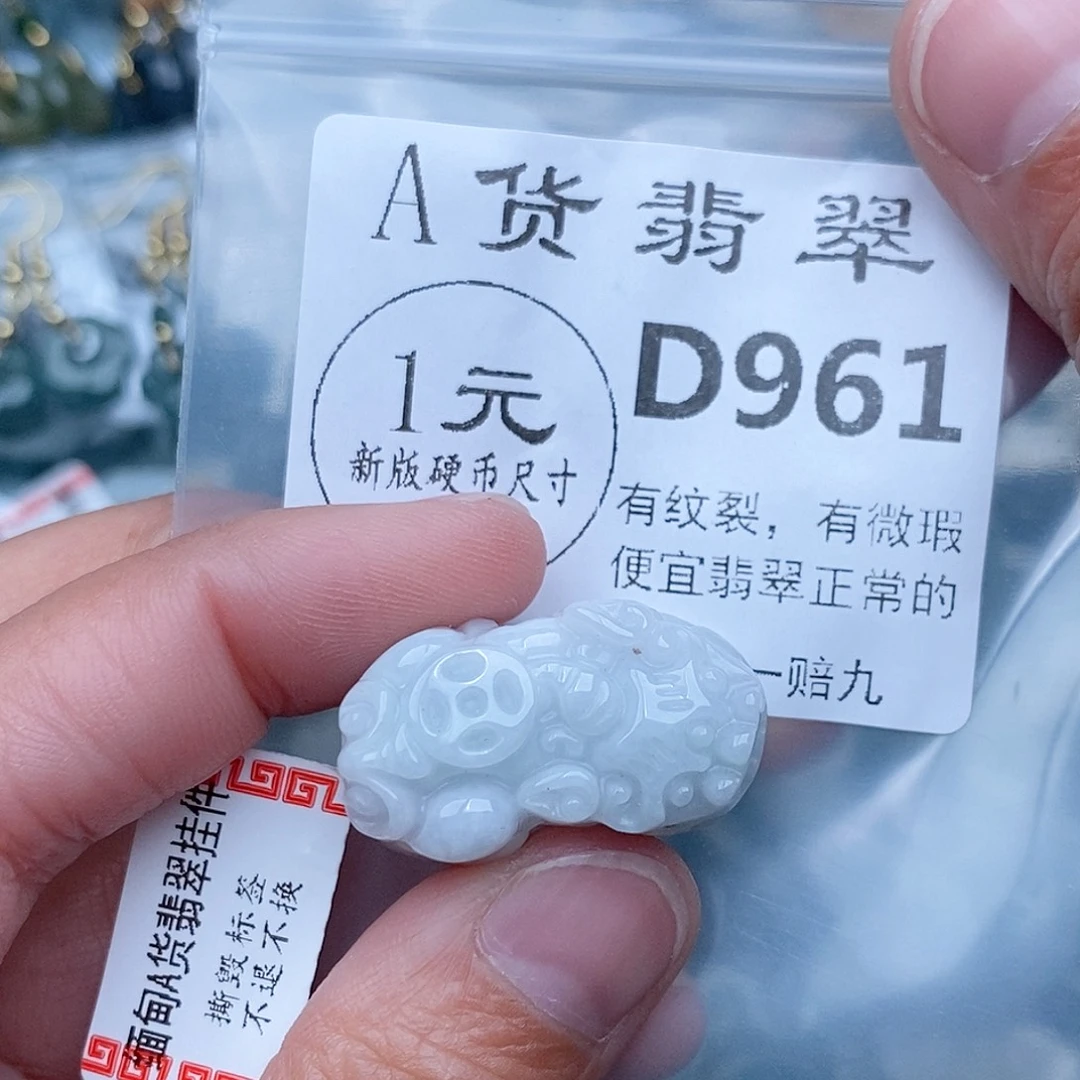 A货翡翠
1元
新版硬币尺寸
D961
有纹裂，有微瑕
便宜翡翠正常的
一赔九
缅甸A货翡翠挂件
撕毁标签
不退不换